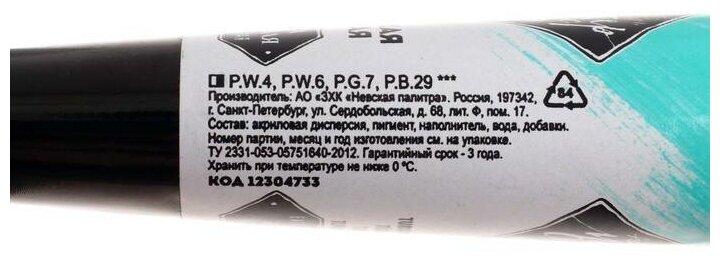 P.W.4, P.W.6, P.G.7, P.B.29 ***
Производитель: АО «ЗХК «Невская палитра». Россия, 197342,
г. Санкт-Петербург, ул. Сердобольская, д. 68, лит. Ф, пом. 17.
Состав: акриловая дисперсия, пигмент, наполнитель, вода, добавки.
Номер партии, месяц и год изготовления см. на упаковке.
ТУ 2331-053-05751640-2012. Гарантийный срок - 3 года.
Хранить при температуре не ниже 0 °С.
КОД 12304733
84